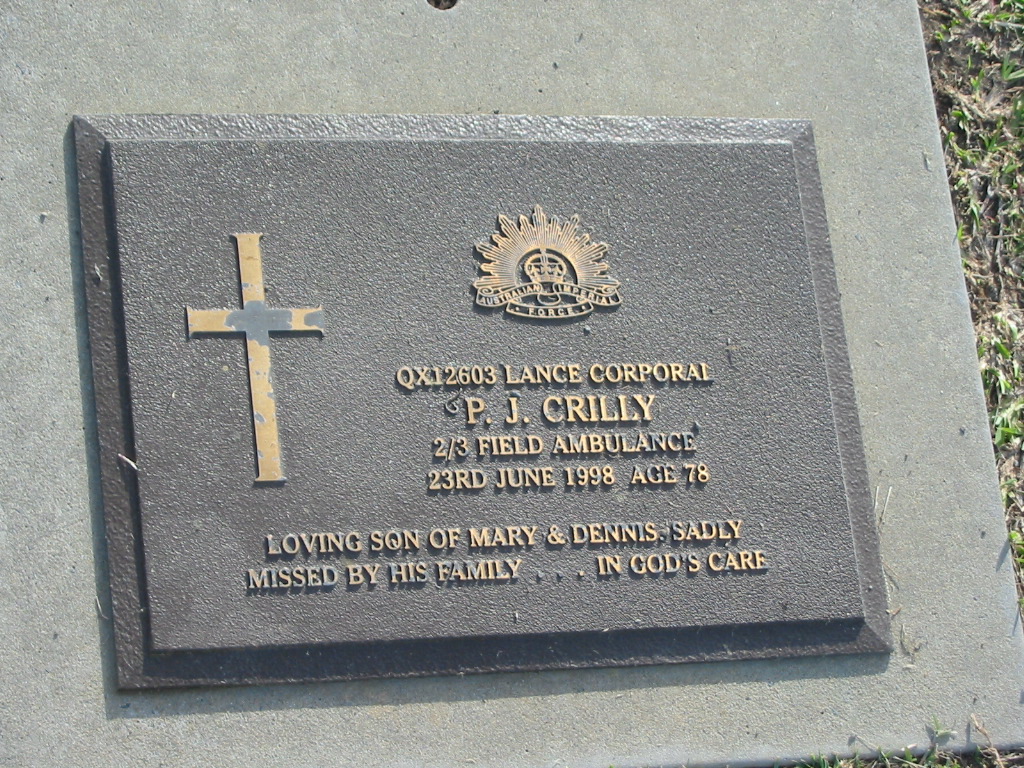 AUSTRALIAN IMPERIAL
FORCE
QX12603 LANCE CORPORAL
P. J. CRILLY
2/3 FIELD AMBULANCE
23RD JUNE 1998 AGE 78
LOVING SON OF MARY & DENNIS. SADLY
MISSED BY HIS FAMILY . . . . IN GOD'S CARE